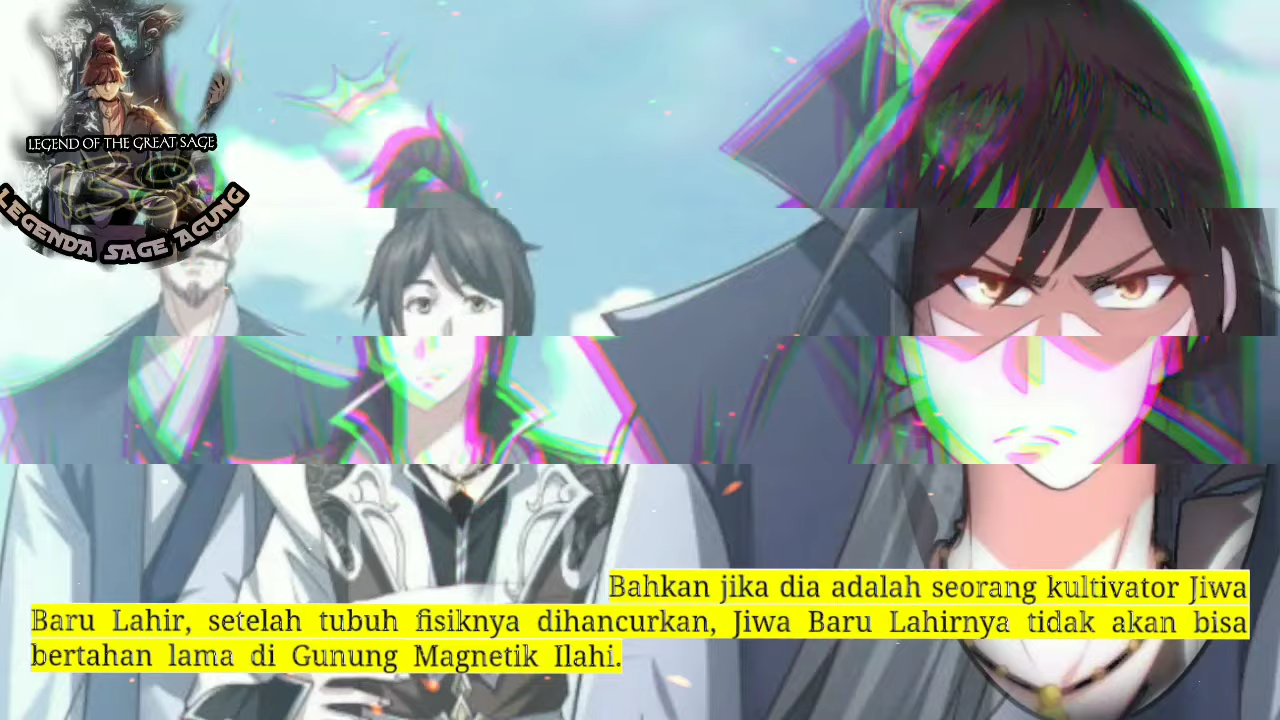 LEGEND OF THE GREAT SAGE
LEGENDA SAGE AGUNG
Bahkan jika dia adalah seorang kultivator Jiwa
Baru Lahir, setelah tubuh fisiknya dihancurkan, Jiwa Baru Lahirnya tidak akan bisa
bertahan lama di Gunung Magnetik Ilahi.